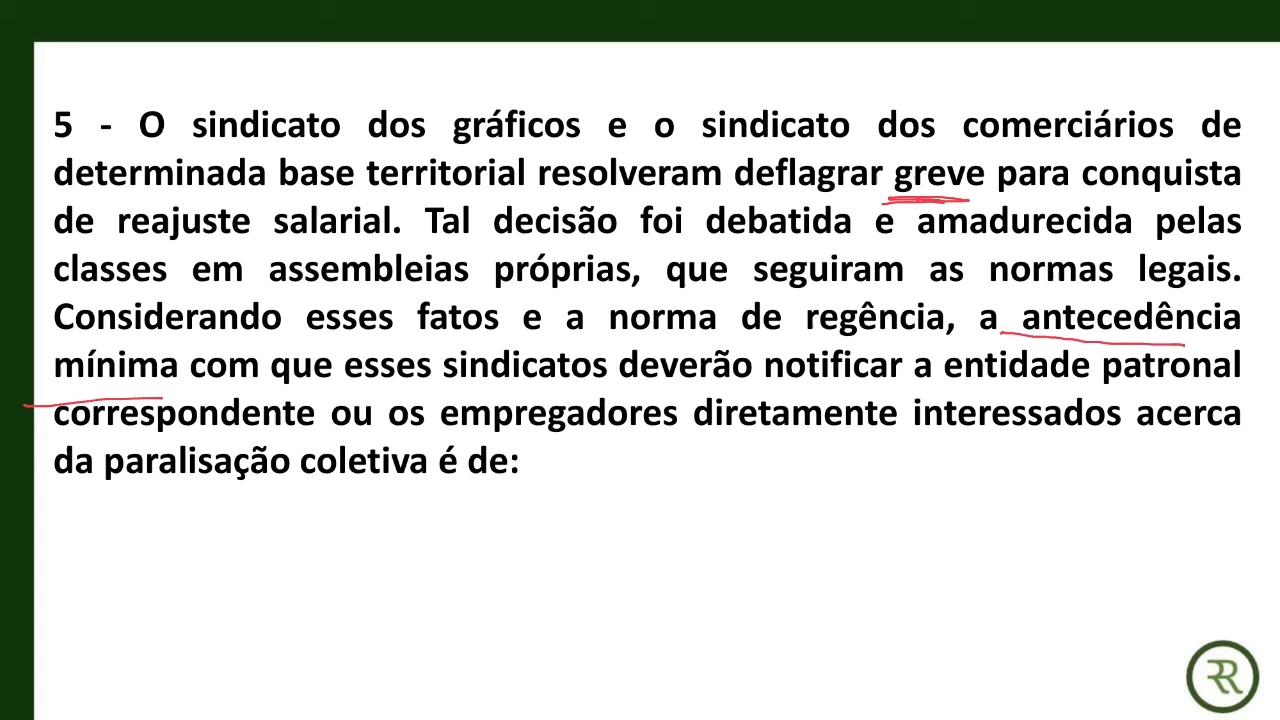 5 - O sindicato dos gráficos e o sindicato dos comerciários de
determinada base territorial resolveram deflagrar greve para conquista
de reajuste salarial. Tal decisão foi debatida e amadurecida pelas
classes em assembleias próprias, que seguiram as normas legais.
Considerando esses fatos e a norma de regência, a antecedência
mínima com que esses sindicatos deverão notificar a entidade patronal
correspondente ou os empregadores diretamente interessados acerca
da paralisação coletiva é de: